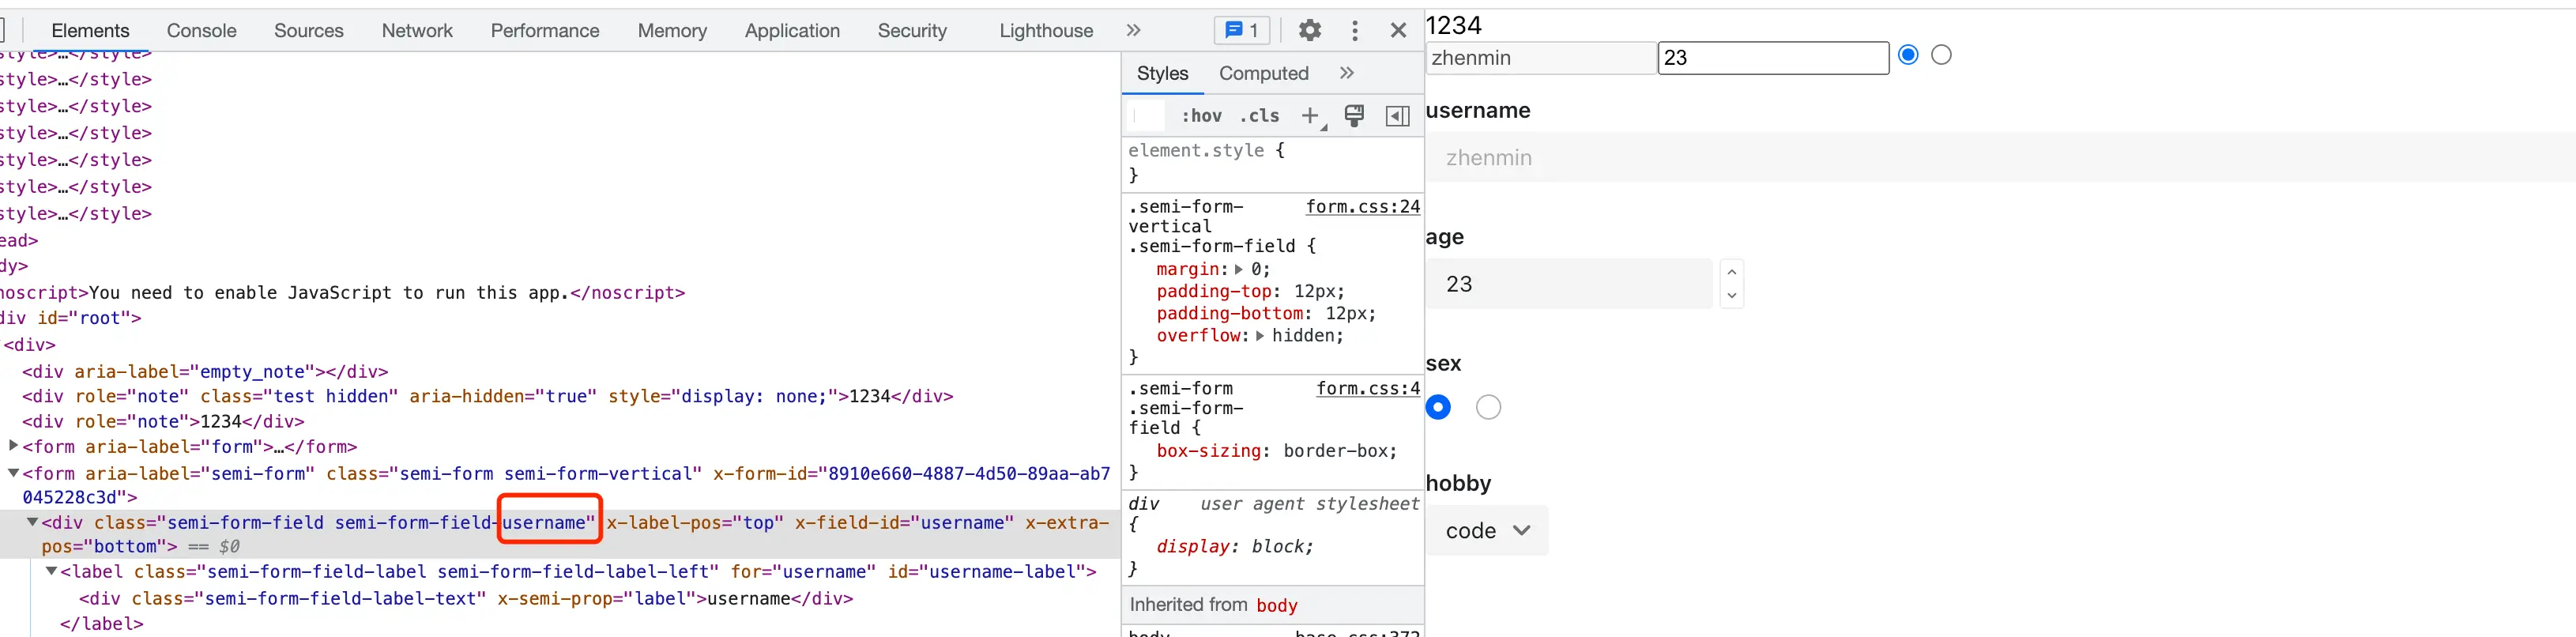 Elements Console Sources Network Performance Memory Application Security Lighthouse 1
style>…</style>
style>…</style>
style>…</style>
style>…</style>
style>…</style>
style>…</style>
style>…</style>
ead>
dy>
noscript>You need to enable JavaScript to run this app.</noscript>
div id="root">
<div>
<div aria-label="empty_note"></div>
<div role="note" class="test hidden" aria-hidden="true" style="display: none;">1234</div>
<div role="note">1234</div>
<form aria-label="form">…</form>
<form aria-label="semi-form" class="semi-form semi-form-vertical" x-form-id="8910e660-4887-4d50-89aa-ab7
045228c3d">
<div class="semi-form-field semi-form-field-username" x-label-pos="top" x-field-id="username" x-extra-
pos="bottom"> == $0
<label class="semi-form-field-label semi-form-field-label-left" for="username" id="username-label">
<div class="semi-form-field-label-text" x-semi-prop="label">username</div>
</label>
Styles Computed
:hov .cls
element.style {
}
.semi-form- form.css:24
vertical
.semi-form-field {
margin: 0;
padding-top: 12px;
padding-bottom: 12px;
overflow: hidden;
}
.semi-form form.css:4
.semi-form-
field {
box-sizing: border-box;
}
div user agent stylesheet
{
display: block;
}
Inherited from body
body base.css:372
1234
zhenmin 23
username
zhenmin
age
23
sex
hobby
code